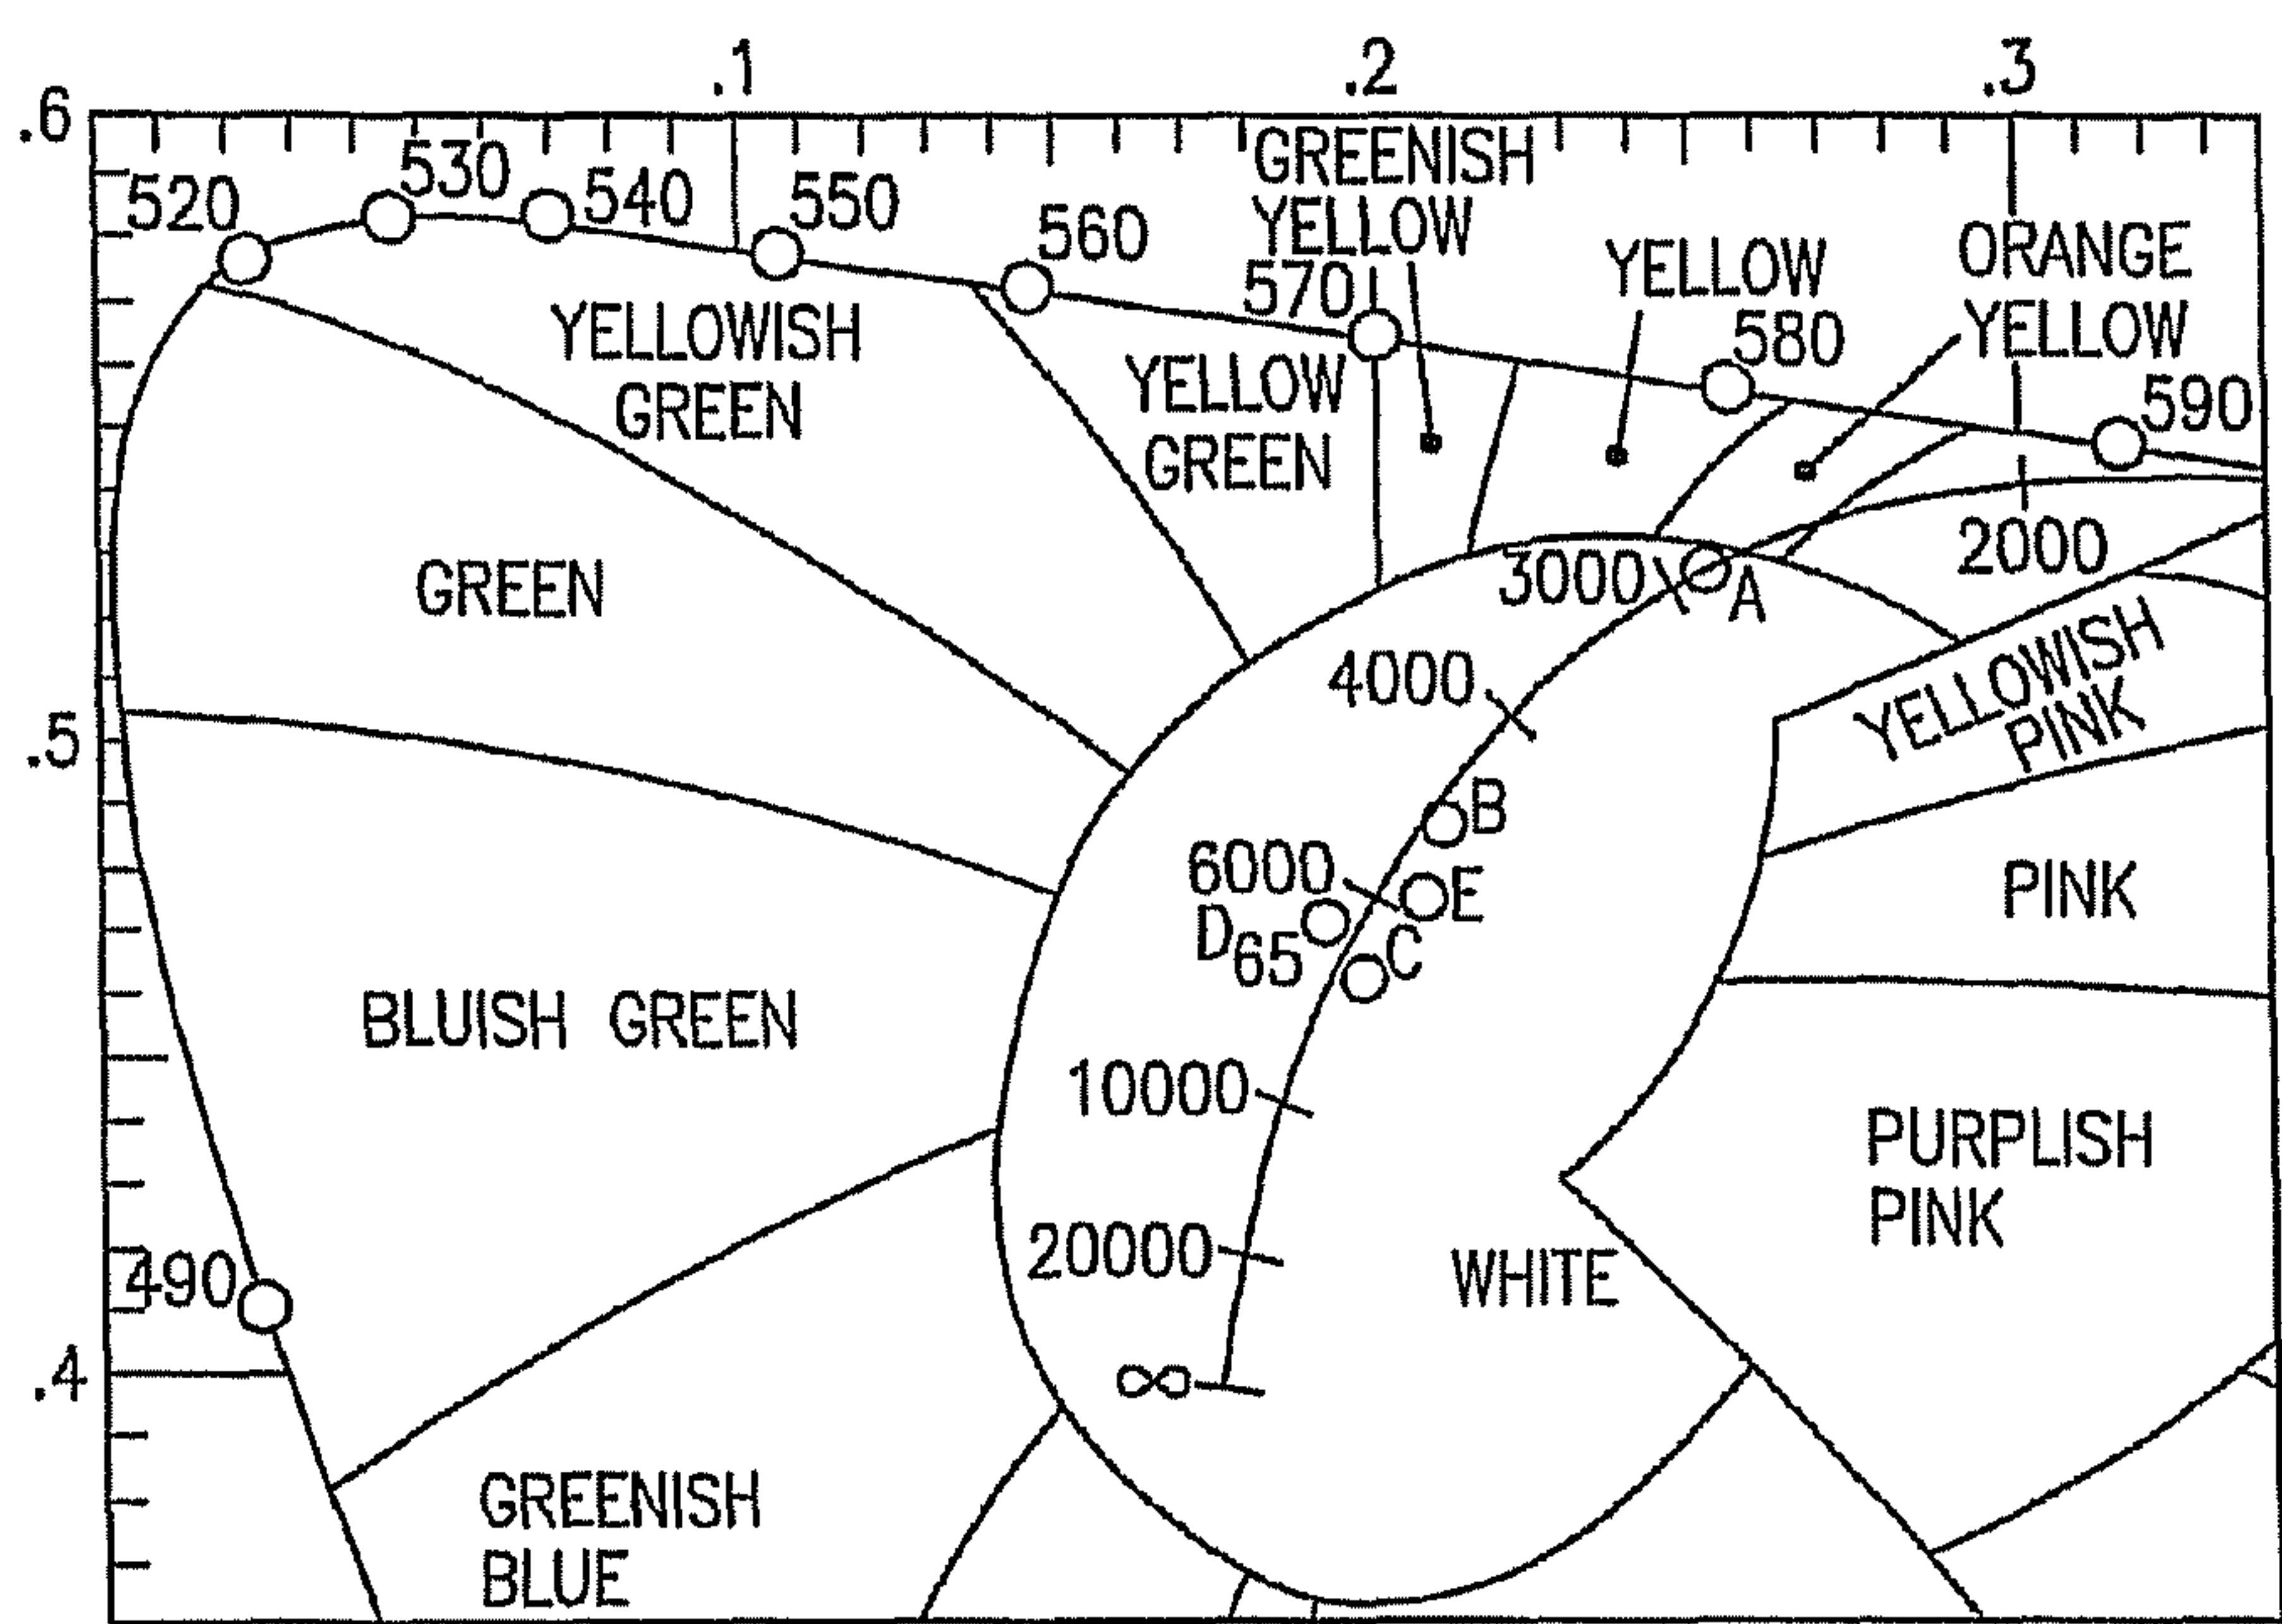 .1
.2
.3
.6
520
530
540
550
560
GREENISH
YELLOW
570
YELLOW
580
ORANGE
YELLOW
590
YELLOWISH
GREEN
YELLOW
GREEN
GREEN
3000
A
2000
4000
YELLOWISH
PINK
.5
B
6000
E
D65
C
PINK
BLUISH GREEN
10000
PURPLISH
PINK
20000
WHITE
490
.4
∞
GREENISH
BLUE